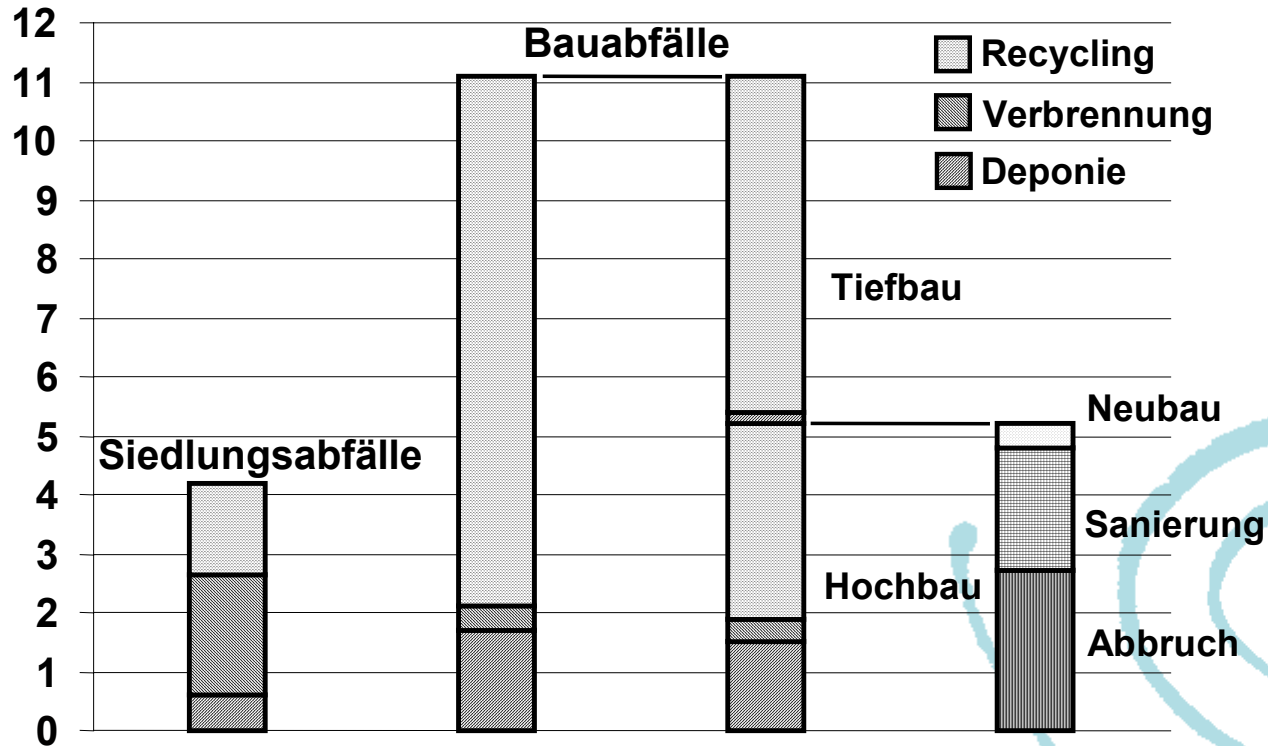 12
11
10
9
8
7
6
5
4
3
2
1
0
Bauabfälle
Recycling
Verbrennung
Deponie
Tiefbau
Neubau
Siedlungsabfälle
Sanierung
Hochbau
Abbruch